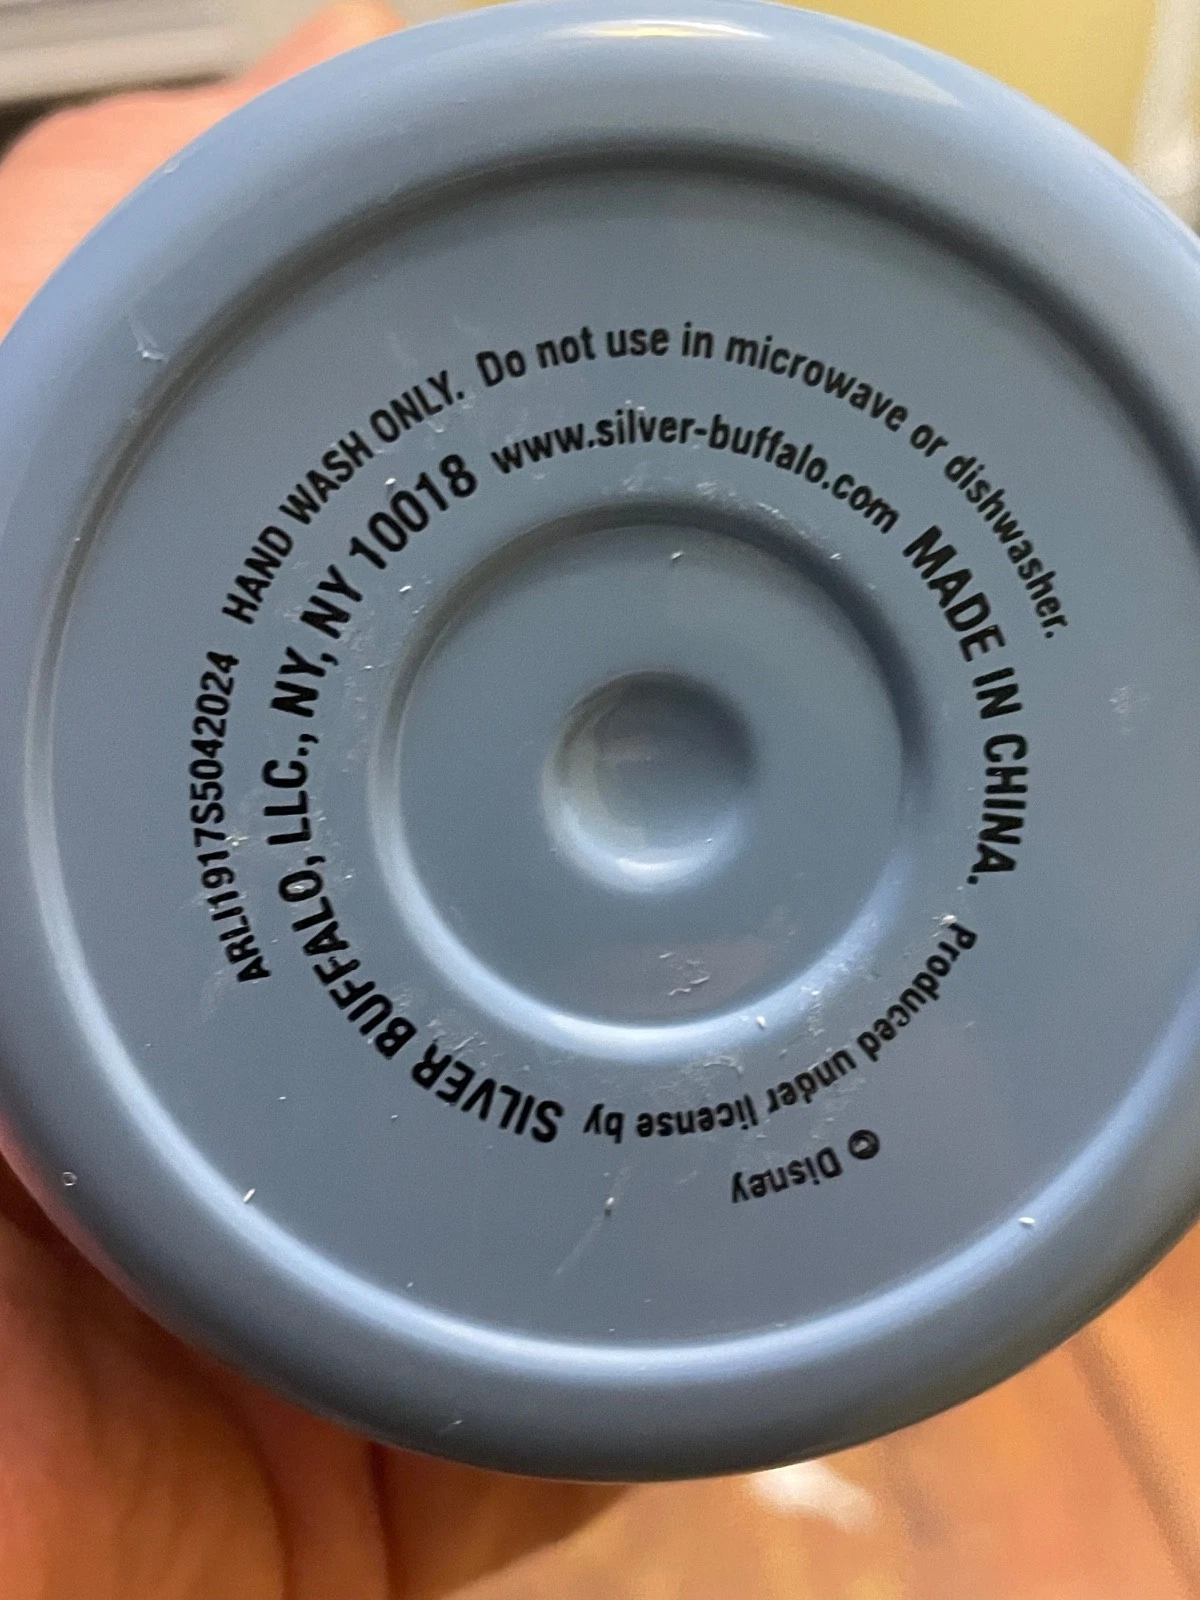 ARLI1917S5042024 HAND WASH ONLY. Do not use in microwave or dishwasher.
© Disney
Produced under license by SILVER BUFFALO, LLC., NY, NY 10018 www.silver-buffalo.com MADE IN CHINA.